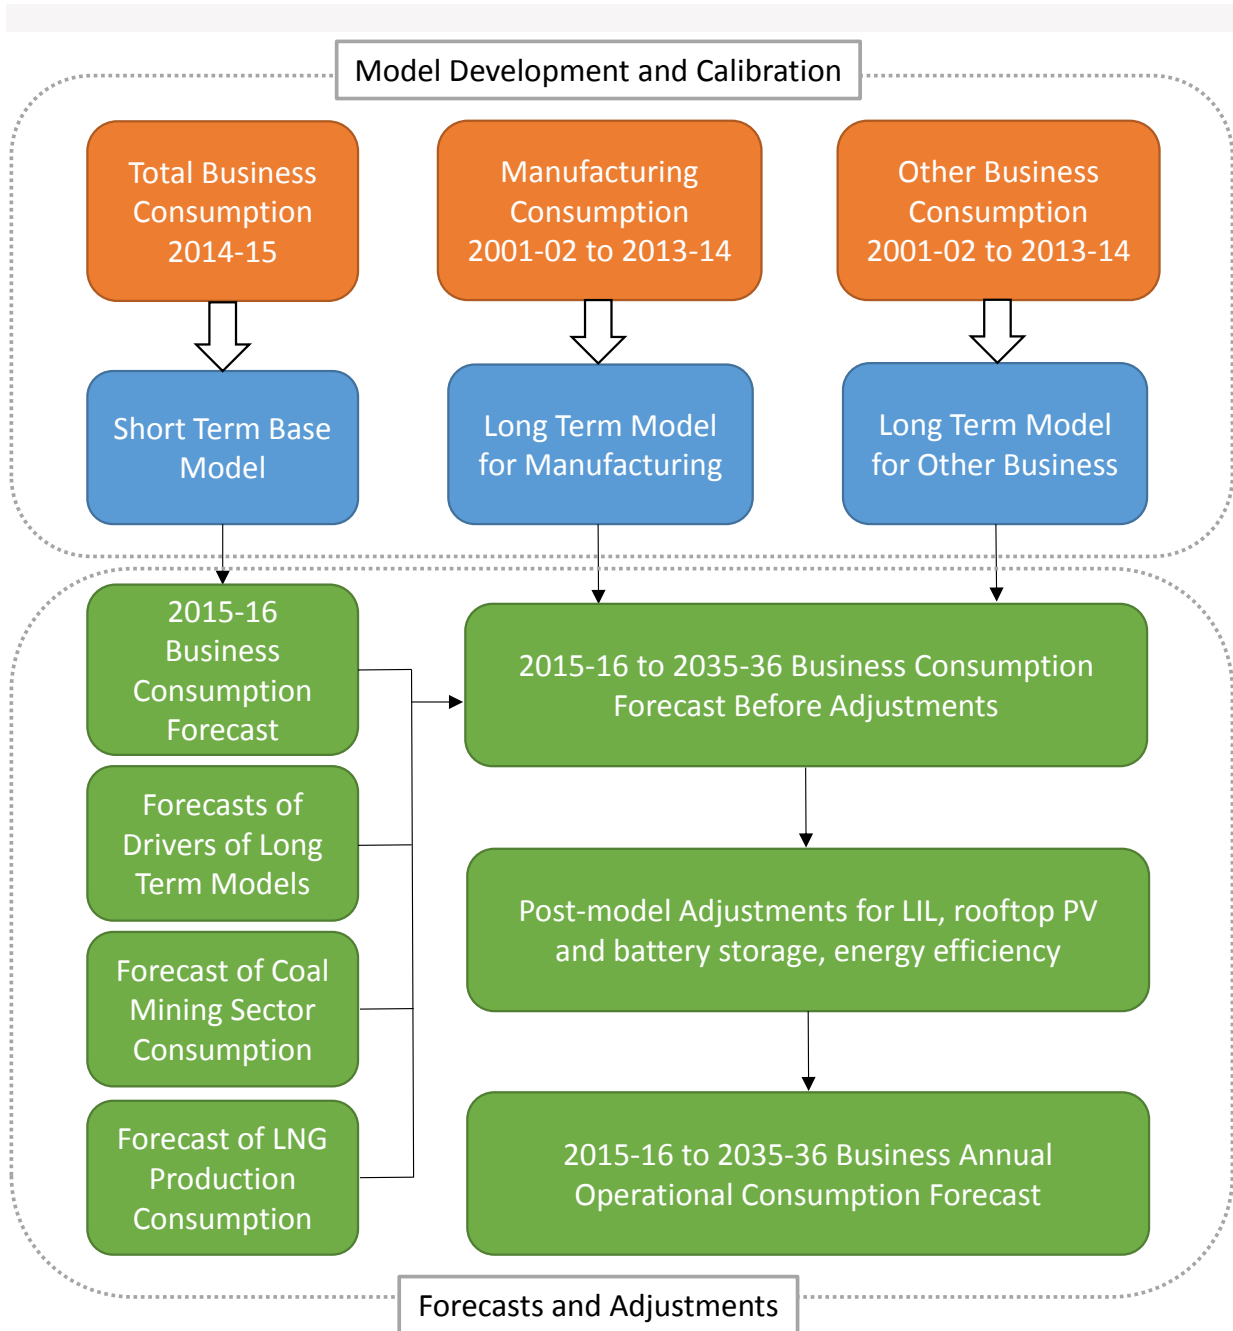 Model Development and Calibration
Total Business
Consumption
2014-15
Manufacturing
Consumption
2001-02 to 2013-14
Other Business
Consumption
2001-02 to 2013-14
Short Term Base
Model
Long Term Model
for Manufacturing
Long Term Model
for Other Business
2015-16
Business
Consumption
Forecast
2015-16 to 2035-36 Business Consumption
Forecast Before Adjustments
Forecasts of
Drivers of Long
Term Models
Post-model Adjustments for LIL, rooftop PV
and battery storage, energy efficiency
Forecast of Coal
Mining Sector
Consumption
Forecast of LNG
Production
Consumption
2015-16 to 2035-36 Business Annual
Operational Consumption Forecast
Forecasts and Adjustments